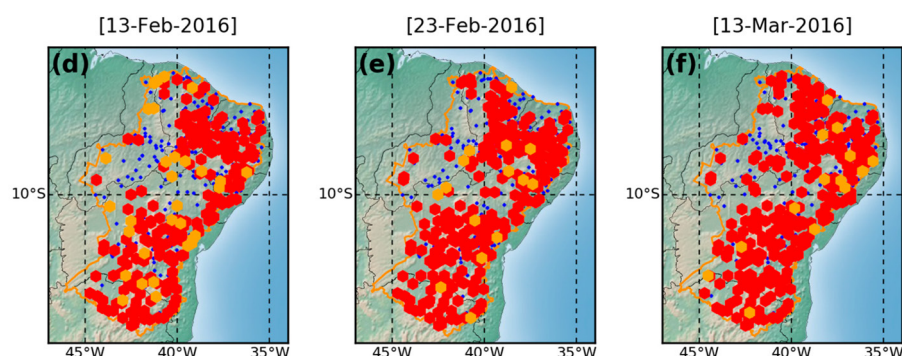 [13-Feb-2016] [23-Feb-2016] [13-Mar-2016]
(d) (e) (f)
10°S 10°S 10°S
45°W 40°W 35°W 45°W 40°W 35°W 45°W 40°W 35°W